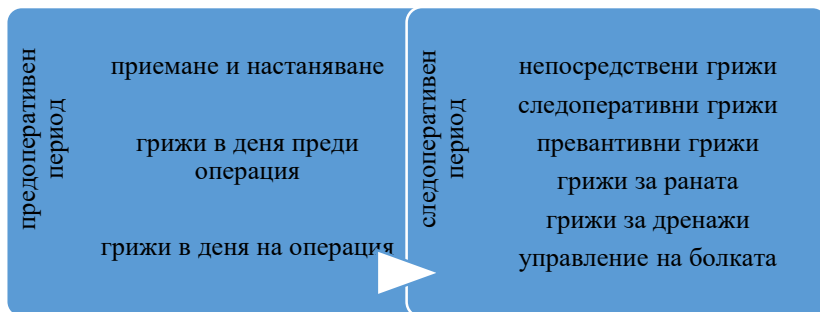 предоперативен
период
приемане и настаняване
грижи в деня преди
операция
грижи в деня на операция
следоперативен
период
непосредствени грижи
следоперативни грижи
превантивни грижи
грижи за раната
грижи за дренажи
управление на болката